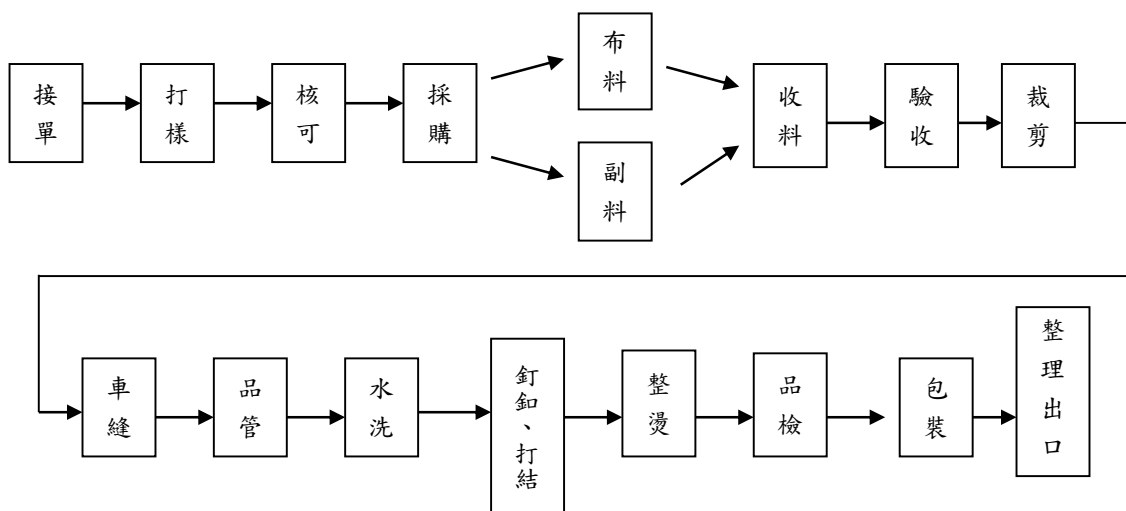 接單
打樣
核可
採購
布料
副料
收料
驗收
裁剪
車縫
品管
水洗
釘釦、打結
整燙
品檢
包裝
整理出口